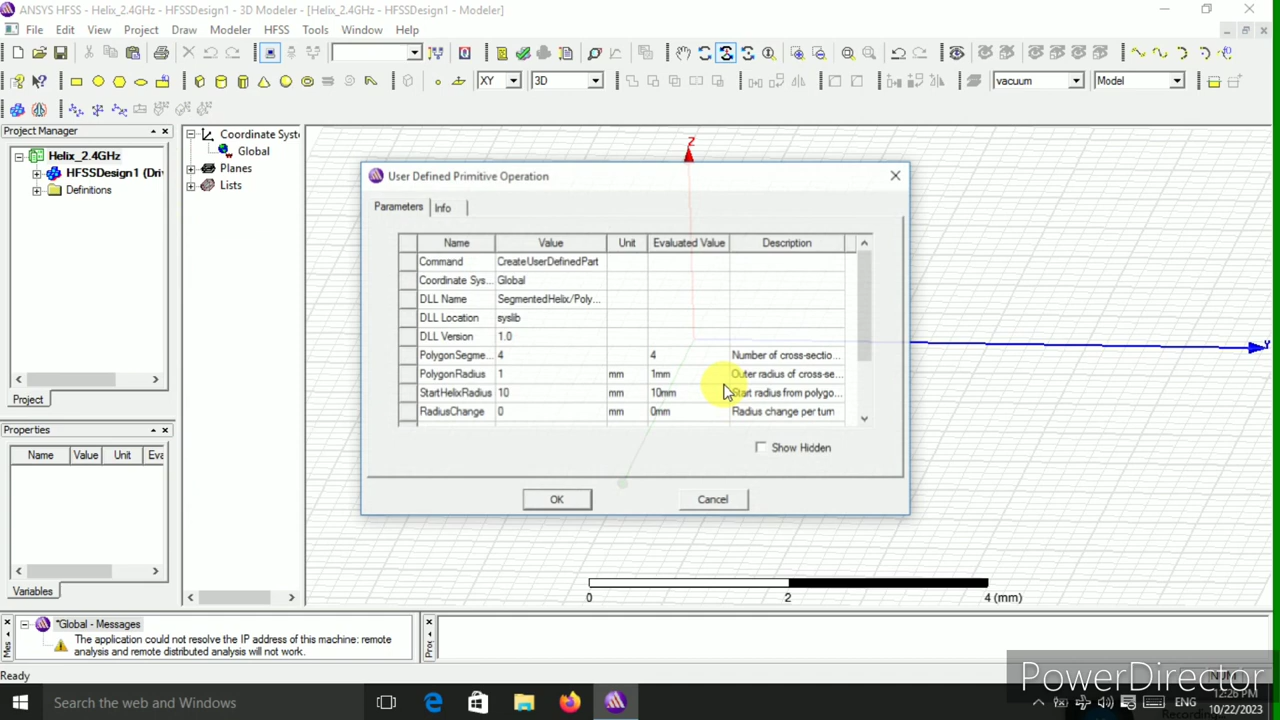 ANSYS HFSS - Helix_2.4GHz - HFSSDesign1 - 3D Modeler - [Helix_2.4GHz - HFSSDesign1 - Modeler]
File Edit View Project Draw Modeler HFSS Tools Window Help
XY 3D vacuum Model
Project Manager
Helix_2.4GHz
HFSSDesign1 (Driv
Definitions
Project
Coordinate Syst
Global
Planes
Lists
Properties
Name Value Unit Eva
Variables
Z
Y
User Defined Primitive Operation
Parameters Info
Name Value Unit Evaluated Value Description
Command CreateUserDefinedPart
Coordinate Sys... Global
DLL Name SegmentedHelix/Poly...
DLL Location syslib
DLL Version 1.0
PolygonSegme... 4 4 Number of cross-sectio...
PolygonRadius 1 mm 1mm Outer radius of cross-se...
StartHelixRadius 10 mm 10mm Start radius from polygo...
RadiusChange 0 mm 0mm Radius change per turn
Show Hidden
OK Cancel
0 2 4 (mm)
*Global - Messages
The application could not resolve the IP address of this machine: remote
analysis and remote distributed analysis will not work.
Ready
NUM
PowerDirector
Search the web and Windows
ENG
12:26 PM
10/22/2023